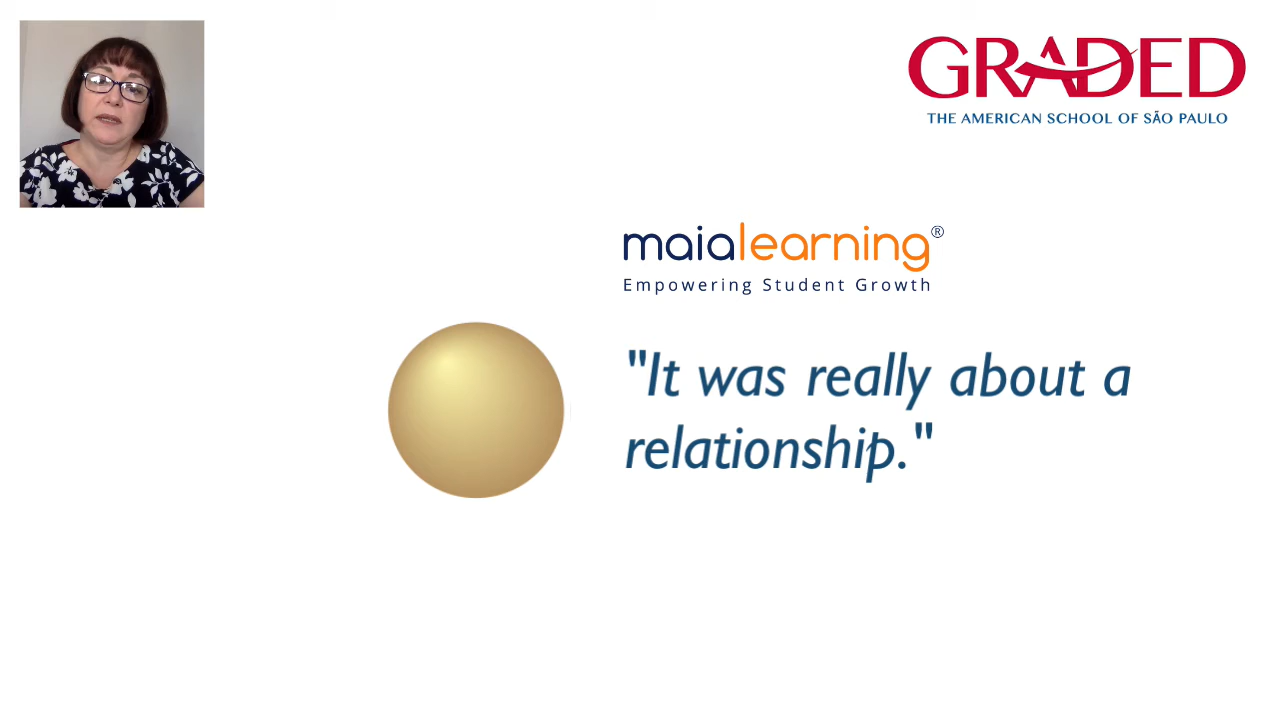 GRADED
THE AMERICAN SCHOOL OF SÃO PAULO
maialearning®
Empowering Student Growth
"It was really about a
relationship."